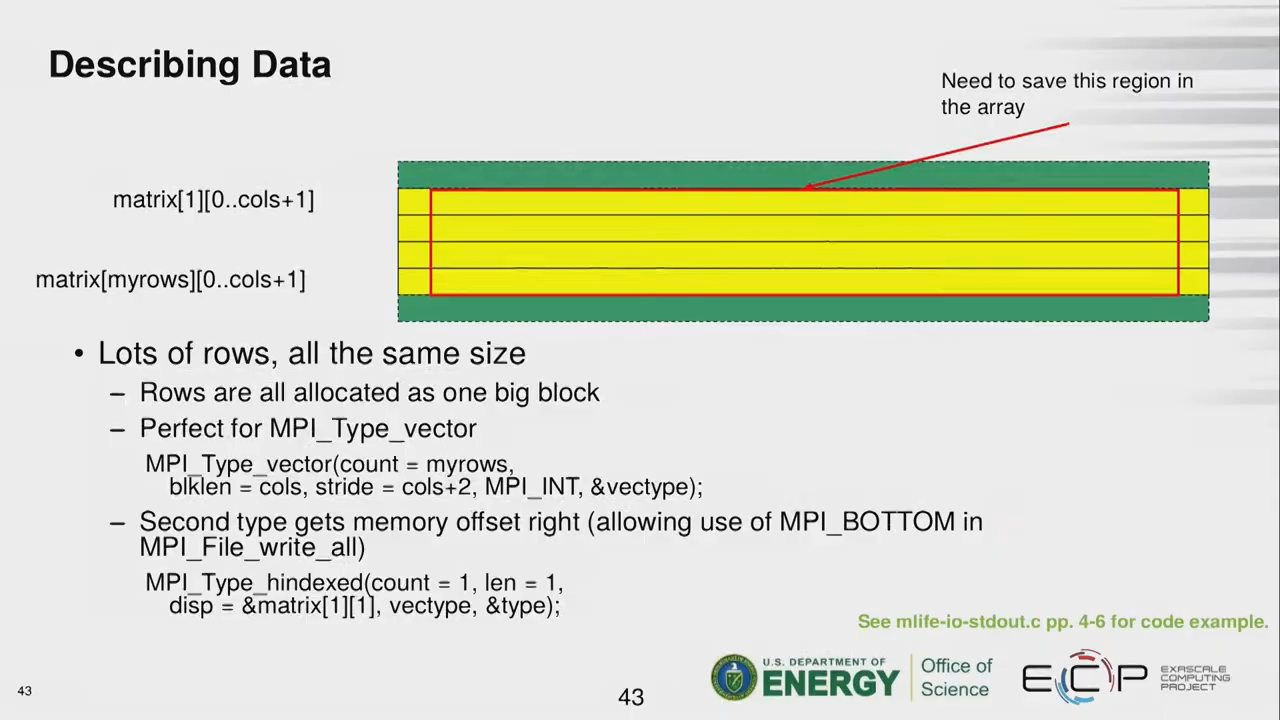 Describing Data
Need to save this region in
the array
matrix[1][0..cols+1]
matrix[myrows][0..cols+1]
• Lots of rows, all the same size
– Rows are all allocated as one big block
– Perfect for MPI_Type_vector
MPI_Type_vector(count = myrows,
blklen = cols, stride = cols+2, MPI_INT, &vectype);
– Second type gets memory offset right (allowing use of MPI_BOTTOM in
MPI_File_write_all)
MPI_Type_hindexed(count = 1, len = 1,
disp = &matrix[1][1], vectype, &type);
See mlife-io-stdout.c pp. 4-6 for code example.
43
43
U.S. DEPARTMENT OF
ENERGY
Office of
Science
ECP
EXASCALE
COMPUTING
PROJECT